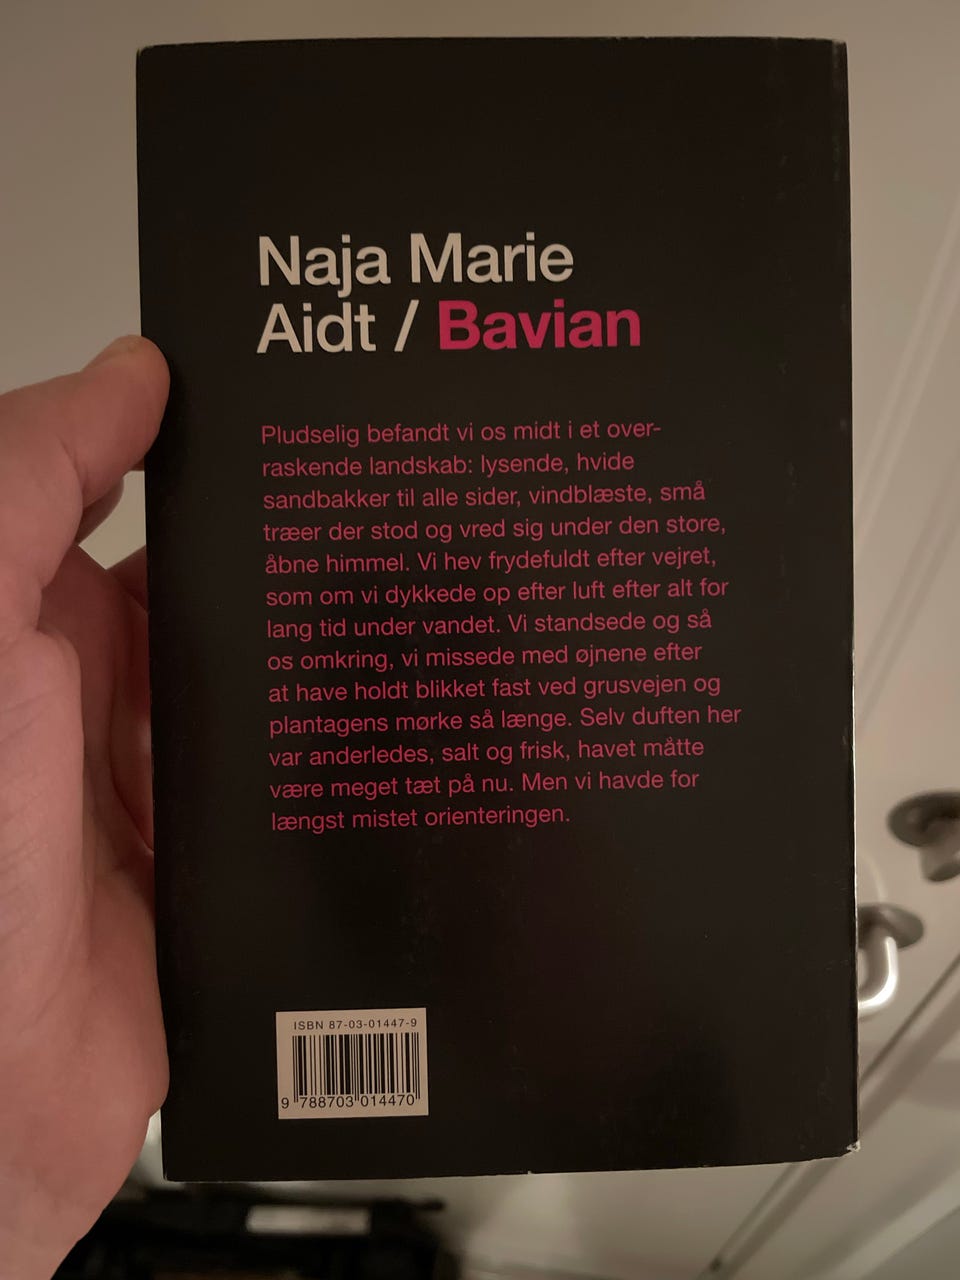 Naja Marie
Aidt / Bavian
Pludselig befandt vi os midt i et over-
raskende landskab: lysende, hvide
sandbakker til alle sider, vindblæste, små
træer der stod og vred sig under den store,
åbne himmel. Vi hev frydefuldt efter vejret,
som om vi dykkede op efter luft efter alt for
lang tid under vandet. Vi standsede og så
os omkring, vi missede med øjnene efter
at have holdt blikket fast ved grusvejen og
plantagens mørke så længe. Selv duften her
var anderledes, salt og frisk, havet måtte
være meget tæt på nu. Men vi havde for
længst mistet orienteringen.
ISBN 87-03-01447-9
9 788703 014470